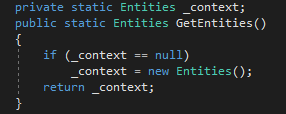 private static Entities _context;
public static Entities GetEntities()
{
if (_context == null)
_context = new Entities();
return _context;
}